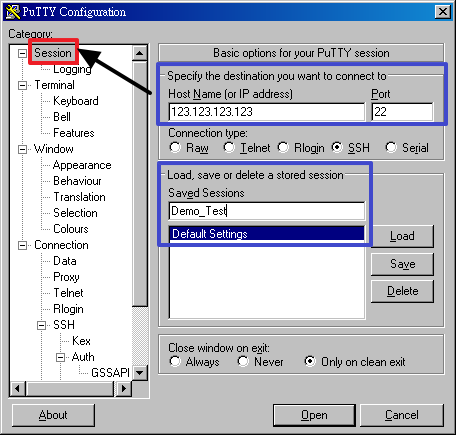 PuTTY Configuration
Category:
Session
Logging
Terminal
Keyboard
Bell
Features
Window
Appearance
Behaviour
Translation
Selection
Colours
Connection
Data
Proxy
Telnet
Rlogin
SSH
Kex
Auth
GSSAPI
Basic options for your PuTTY session
Specify the destination you want to connect to
Host Name (or IP address) Port
123.123.123.123 22
Connection type:
Raw Telnet Rlogin SSH Serial
Load, save or delete a stored session
Saved Sessions
Demo_Test
Default Settings
Load
Save
Delete
Close window on exit:
Always Never Only on clean exit
About Open Cancel